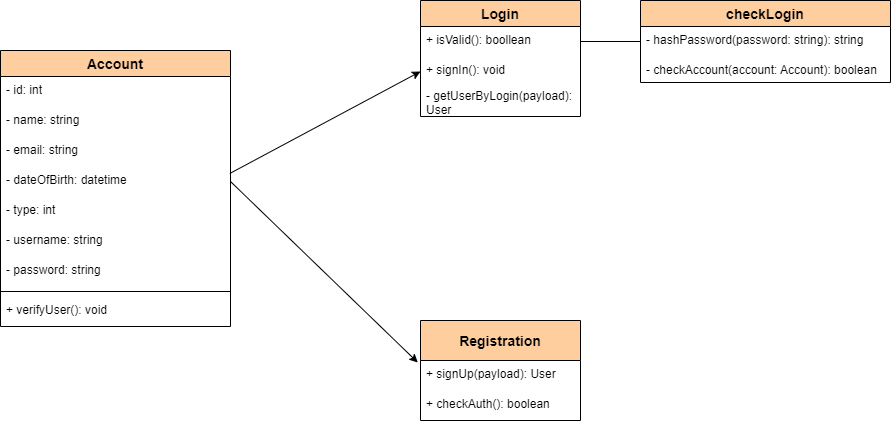 Account
- id: int
- name: string
- email: string
- dateOfBirth: datetime
- type: int
- username: string
- password: string
+ verifyUser(): void
Login
+ isValid(): boollean
+ signIn(): void
- getUserByLogin(payload):
User
checkLogin
- hashPassword(password: string): string
- checkAccount(account: Account): boolean
Registration
+ signUp(payload): User
+ checkAuth(): boolean